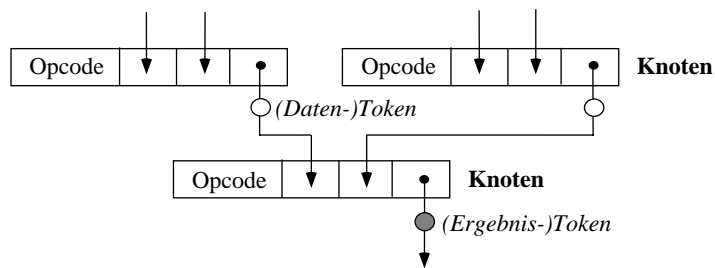 Opcode Opcode Knoten
(Daten-)Token
Opcode Knoten
(Ergebnis-)Token